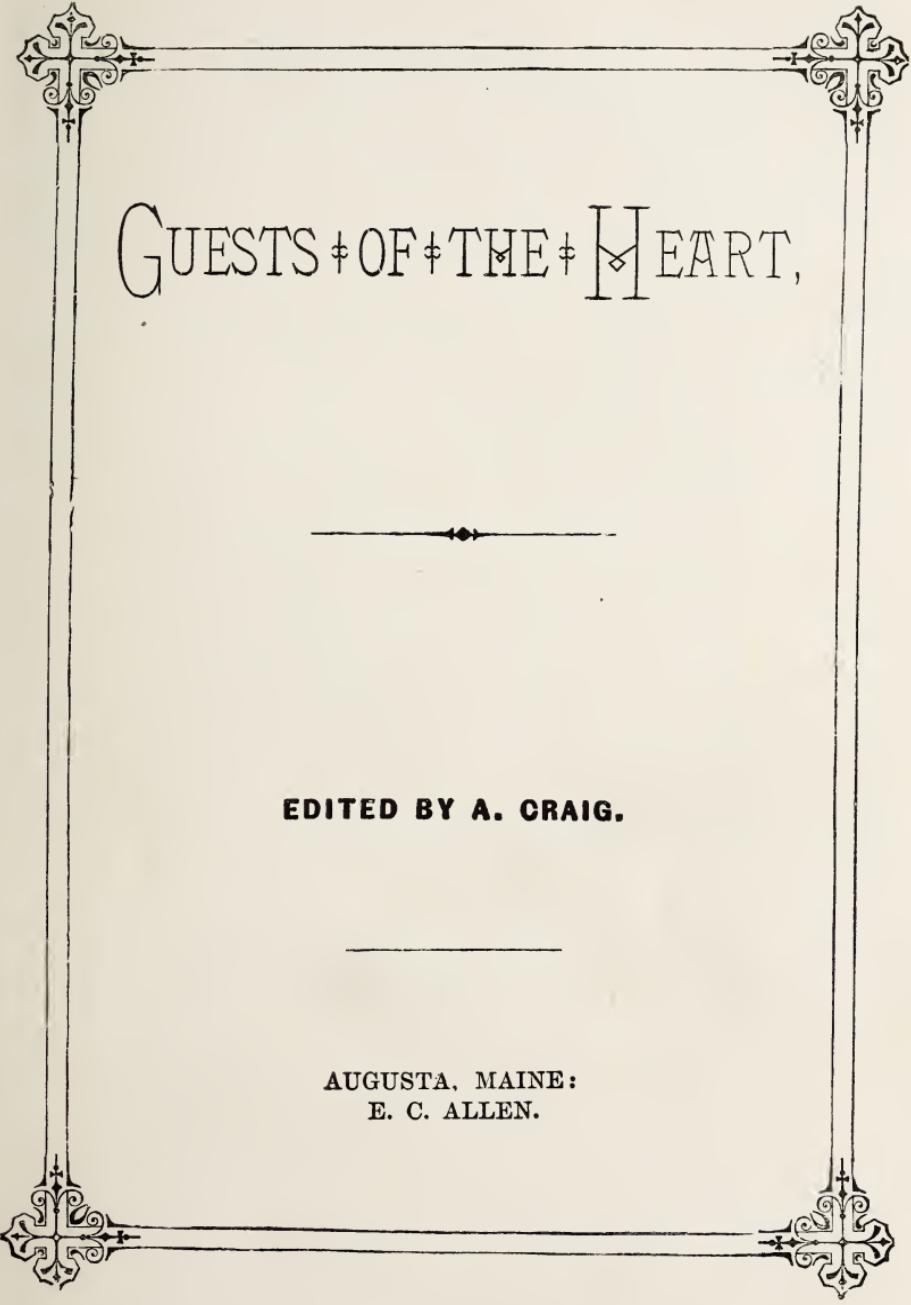 GUESTS ‡ OF ‡ THE ‡ HEART,
EDITED BY A. CRAIG.
AUGUSTA, MAINE:
E. C. ALLEN.